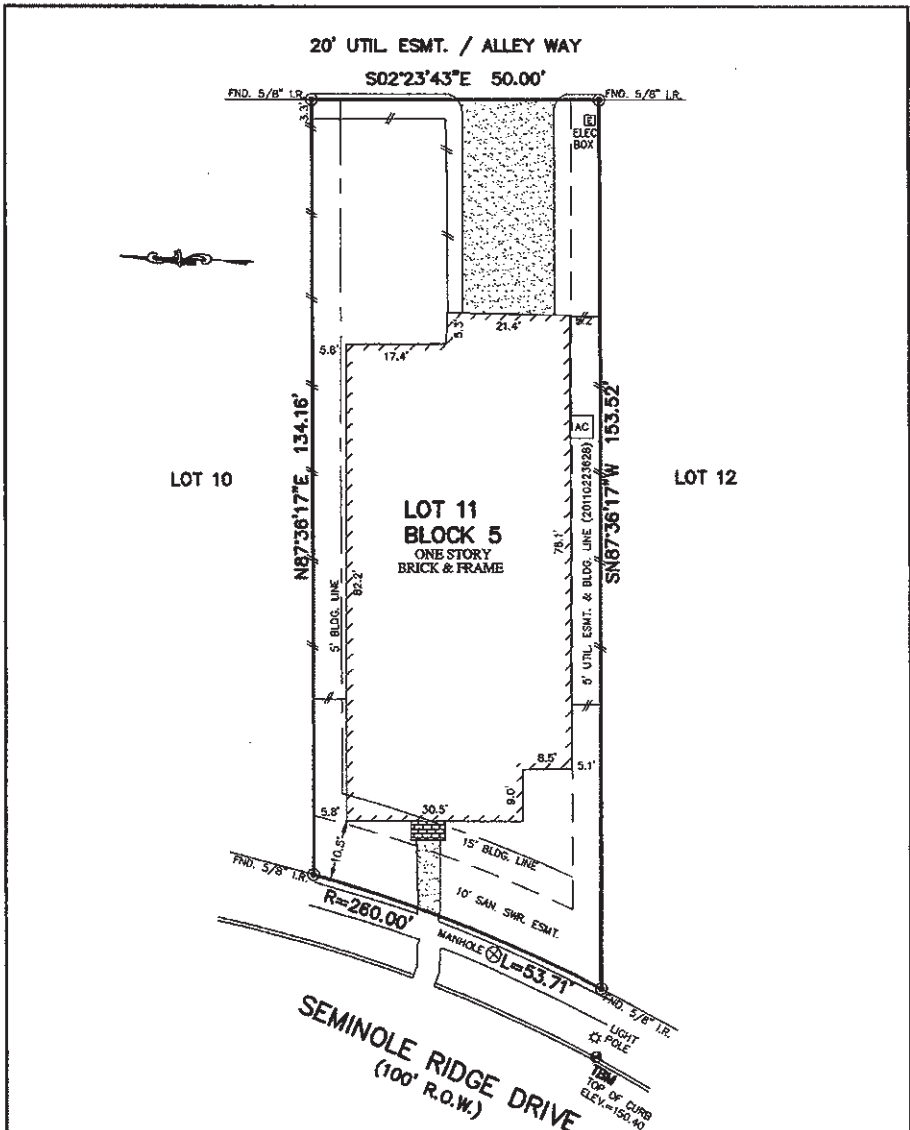 20' UTIL. ESMT. / ALLEY WAY
S02°23'43"E 50.00'
FND. 5/8" I.R.
FND. 5/8" I.R.
3.3'
E
ELEC
BOX
5.3'
21.4'
5.2'
5.8'
17.4'
AC
N87°36'17"E 134.16'
SN87°36'17"W 153.52'
LOT 10
LOT 12
LOT 11
BLOCK 5
ONE STORY
BRICK & FRAME
78.1'
82.2'
5' BLDG. LINE
5' UTIL. ESMT. & BLDG. LINE (20110223628)
8.5'
5.1'
9.0'
30.5'
5.8'
10.5'
15' BLDG. LINE
10' SAN. SWR. ESMT.
FND. 5/8" I.R.
R=260.00'
MANHOLE
L=53.71'
FND. 5/8" I.R.
LIGHT
POLE
TBM
TOP OF CURB
ELEV.=150.40
SEMINOLE RIDGE DRIVE
(100' R.O.W.)